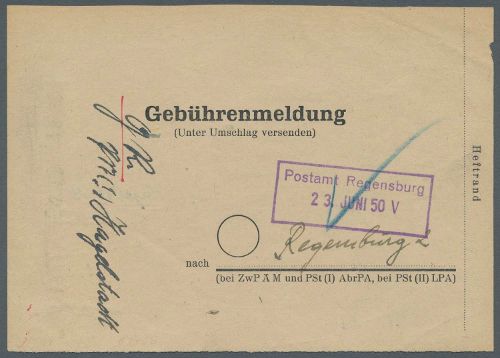 Gebührenmeldung
(Unter Umschlag versenden)
Postamt Regensburg
23. JUNI 50 V
nach Regensburg 2
(bei ZwP A M und PSt (I) AbrPA, bei PSt (II) LPA)
Heftrand
Hagelstadt